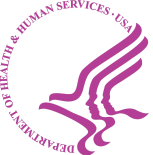 DEPARTMENT OF HEALTH & HUMAN SERVICES · USA